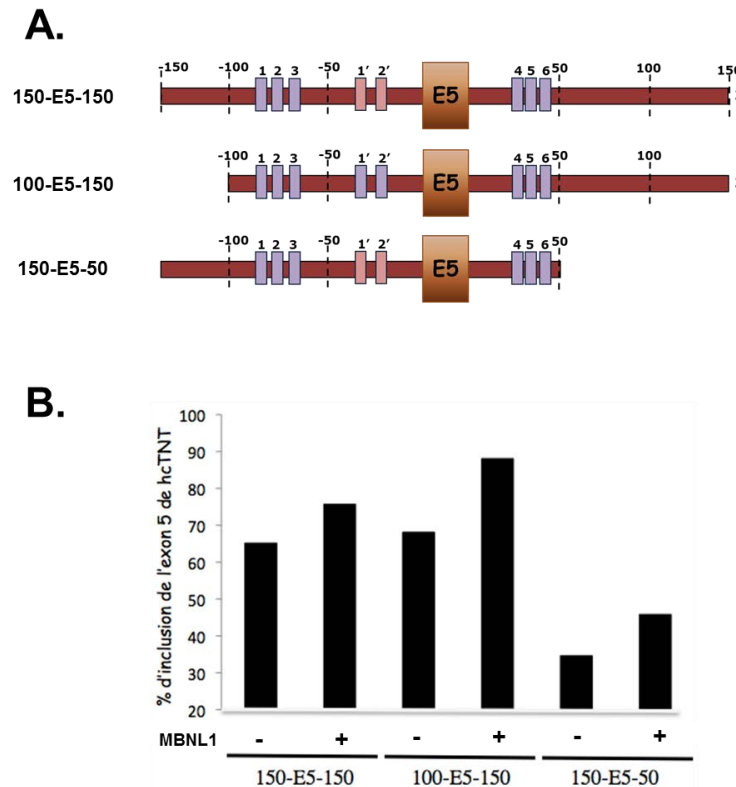 A.
-150 -100 1 2 3 -50 1’ 2’ 4 5 6 50 100 150
150-E5-150 E5
-100 1 2 3 -50 1’ 2’ 4 5 6 50 100
100-E5-150 E5
-100 1 2 3 -50 1’ 2’ 4 5 6 50
150-E5-50 E5
B.
% d'inclusion de l'exon 5 de hcTNT
100
90
80
70
60
50
40
30
20
MBNL1 - + - + - +
150-E5-150 100-E5-150 150-E5-50